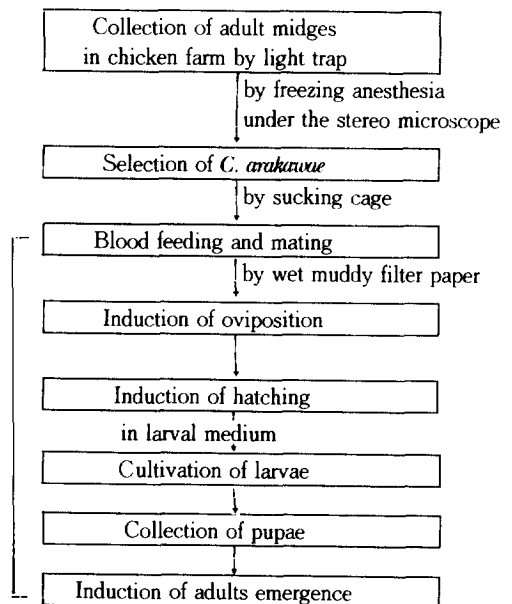 Collection of adult midges
in chicken farm by light trap
by freezing anesthesia
under the stereo microscope
Selection of C. arakawae
by sucking cage
Blood feeding and mating
by wet muddy filter paper
Induction of oviposition
Induction of hatching
in larval medium
Cultivation of larvae
Collection of pupae
Induction of adults emergence